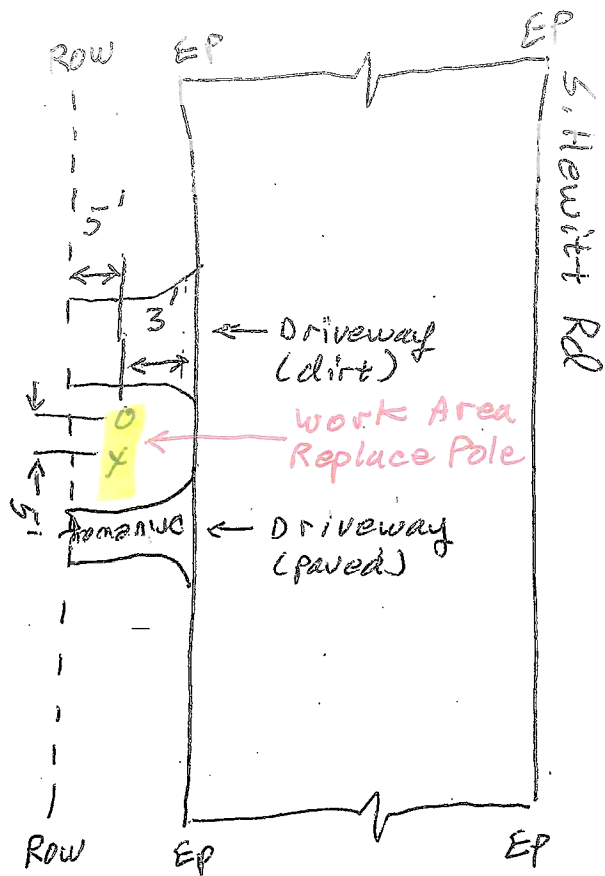 ROW
EP
EP
S. Hewitt Rd
5'
3'
← Driveway
(dirt)
O
Work Area
X
Replace Pole
5'
← Driveway
(paved)
ROW
EP
EP